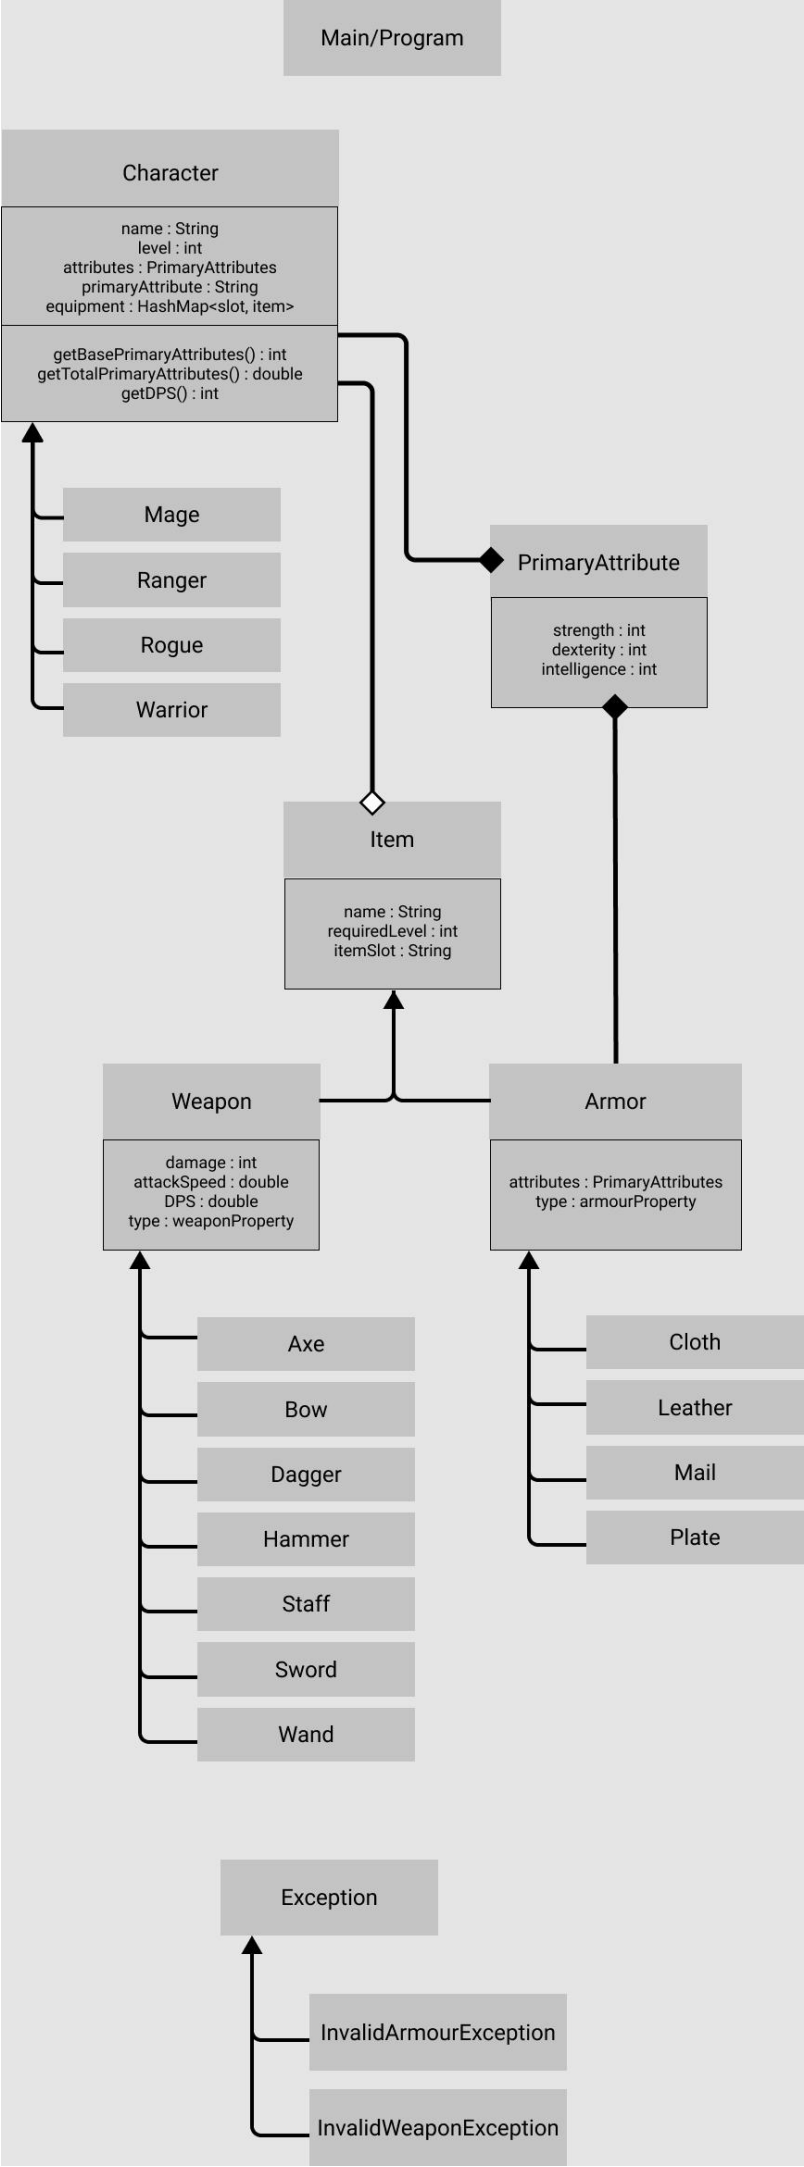 Main/Program
Character
name : String
level : int
attributes : PrimaryAttributes
primaryAttribute : String
equipment : HashMap<slot, item>
getBasePrimaryAttributes() : int
getTotalPrimaryAttributes() : double
getDPS() : int
Mage
Ranger
Rogue
Warrior
PrimaryAttribute
strength : int
dexterity : int
intelligence : int
Item
name : String
requiredLevel : int
itemSlot : String
Weapon
damage : int
attackSpeed : double
DPS : double
type : weaponProperty
Armor
attributes : PrimaryAttributes
type : armourProperty
Axe
Bow
Dagger
Hammer
Staff
Sword
Wand
Cloth
Leather
Mail
Plate
Exception
InvalidArmourException
InvalidWeaponException